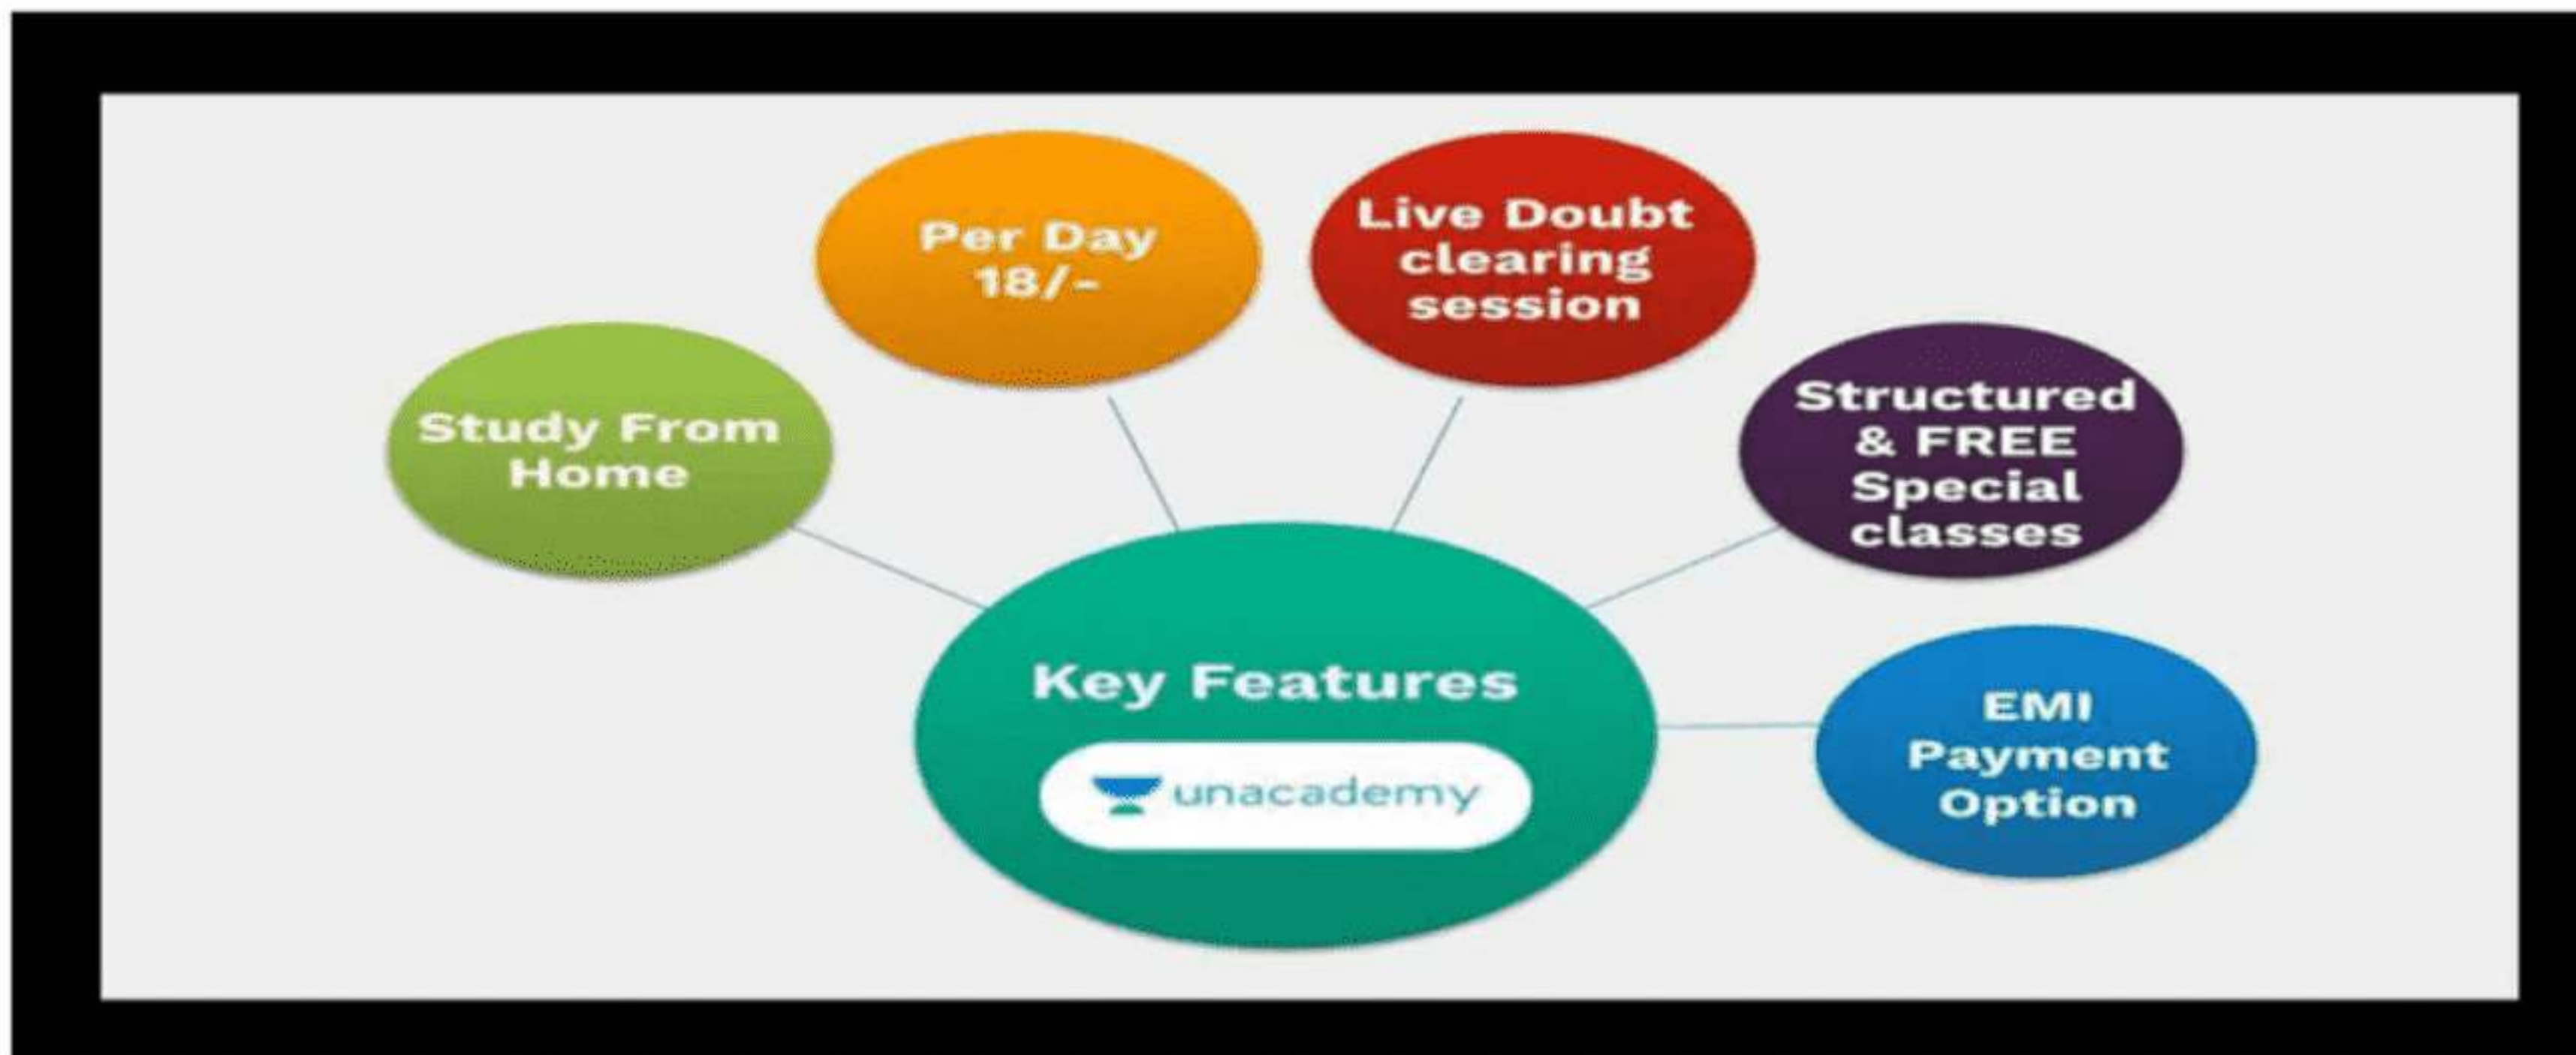 Per Day
18/-
Live Doubt
clearing
session
Study From
Home
Structured
& FREE
Special
classes
Key Features
unacademy
EMI
Payment
Option